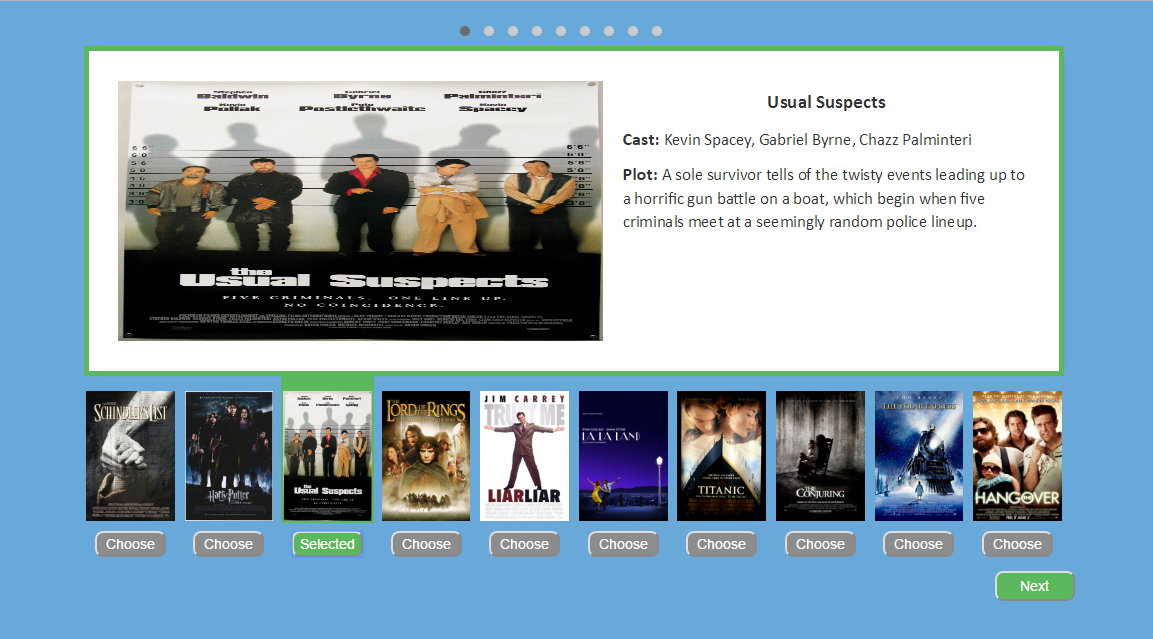 Stephen Baldwin
Gabriel Byrne
Chazz Palminteri
Kevin Pollak
Pete Postlethwaite
Kevin Spacey
the
Usual Suspects
FIVE CRIMINALS. ONE LINE UP.
NO COINCIDENCE.
Usual Suspects
Cast: Kevin Spacey, Gabriel Byrne, Chazz Palminteri
Plot: A sole survivor tells of the twisty events leading up to
a horrific gun battle on a boat, which begin when five
criminals meet at a seemingly random police lineup.
SCHINDLER'S LIST
Harry Potter
the
Usual Suspects
THE LORD OF THE RINGS
JIM CARREY
TRUST ME
LIAR LIAR
LA LA LAND
TITANIC
THE CONJURING
THE POLAR EXPRESS
THE HANGOVER
Choose
Choose
Selected
Choose
Choose
Choose
Choose
Choose
Choose
Choose
Next